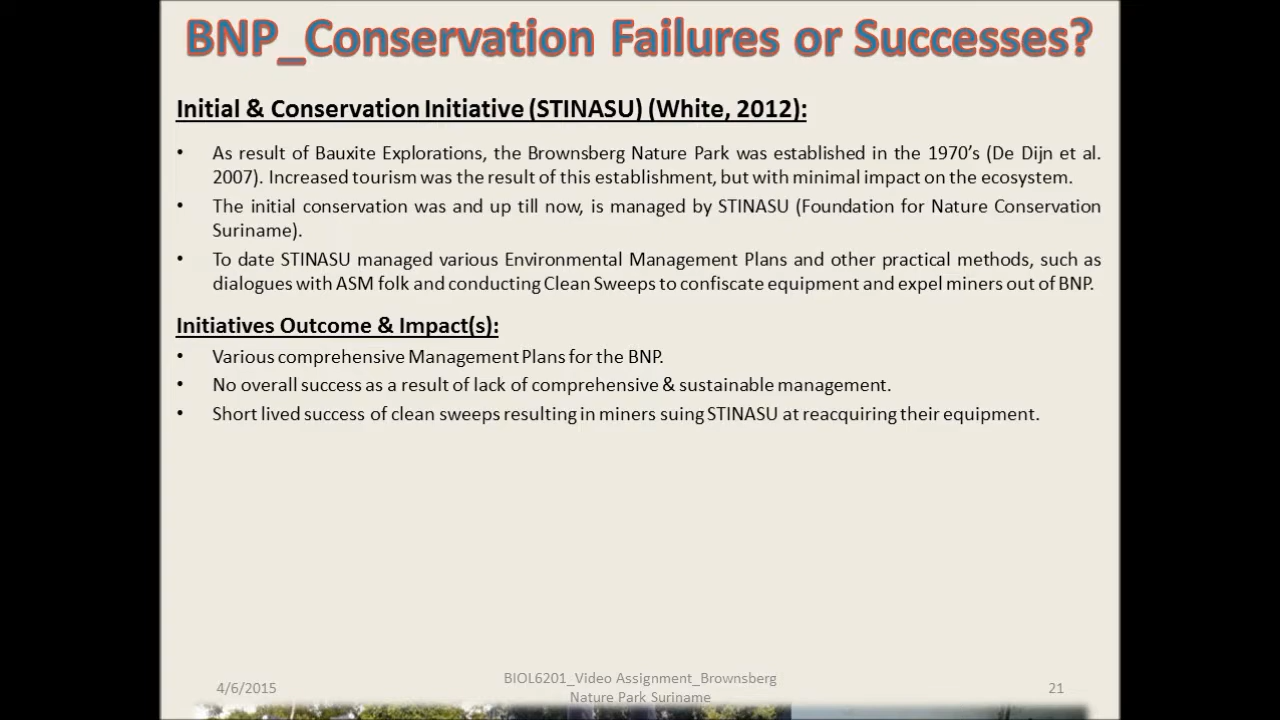 BNP_Conservation Failures or Successes?
Initial & Conservation Initiative (STINASU) (White, 2012):
• As result of Bauxite Explorations, the Brownsberg Nature Park was established in the 1970’s (De Dijn et al.
2007). Increased tourism was the result of this establishment, but with minimal impact on the ecosystem.
• The initial conservation was and up till now, is managed by STINASU (Foundation for Nature Conservation
Suriname).
• To date STINASU managed various Environmental Management Plans and other practical methods, such as
dialogues with ASM folk and conducting Clean Sweeps to confiscate equipment and expel miners out of BNP.
Initiatives Outcome & Impact(s):
• Various comprehensive Management Plans for the BNP.
• No overall success as a result of lack of comprehensive & sustainable management.
• Short lived success of clean sweeps resulting in miners suing STINASU at reacquiring their equipment.
4/6/2015
BIOL6201_Video Assignment_Brownsberg
Nature Park Suriname
21